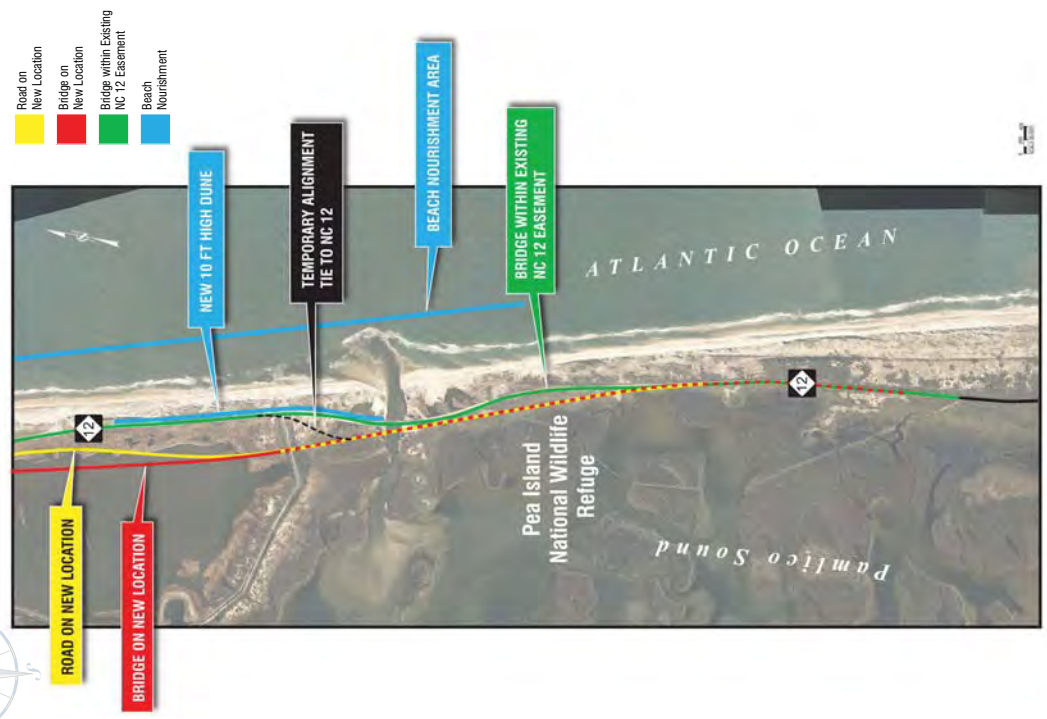 Road on
New Location
Bridge on
New Location
Bridge within Existing
NC 12 Easement
Beach
Nourishment
NEW 10 FT HIGH DUNE
TEMPORARY ALIGNMENT
TIE TO NC 12
BEACH NOURISHMENT AREA
BRIDGE WITHIN EXISTING
NC 12 EASEMENT
ATLANTIC OCEAN
12
12
ROAD ON NEW LOCATION
BRIDGE ON NEW LOCATION
Pea Island
National Wildlife
Refuge
Pamlico Sound